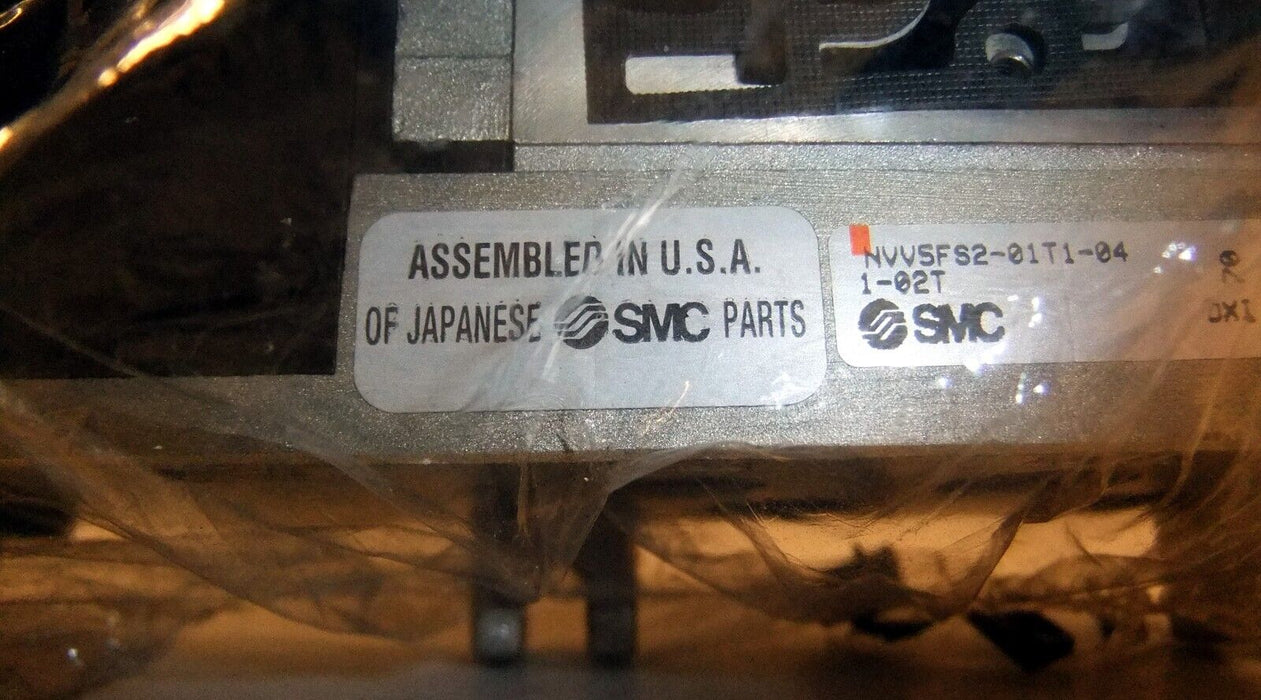 ASSEMBLED IN U.S.A.
OF JAPANESE SMC PARTS
NVV5FS2-01T1-04
1-02T
SMC